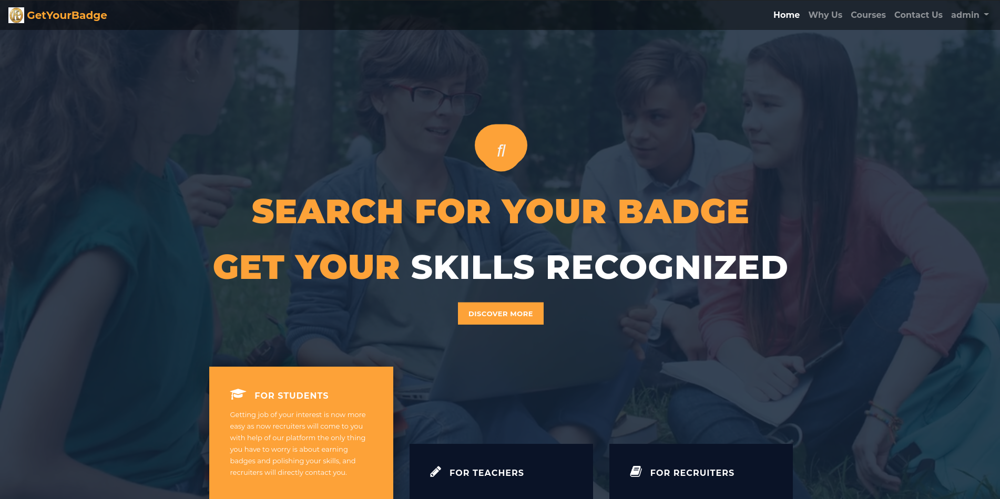 GetYourBadge
Home Why Us Courses Contact Us admin
fl
SEARCH FOR YOUR BADGE
GET YOUR SKILLS RECOGNIZED
DISCOVER MORE
FOR STUDENTS
Getting job of your interest is now more
easy as now recruiters will come to you
with help of our platform the only thing
you have to worry is about earning
badges and polishing your skills, and
recruiters will directly contact you.
FOR TEACHERS
FOR RECRUITERS